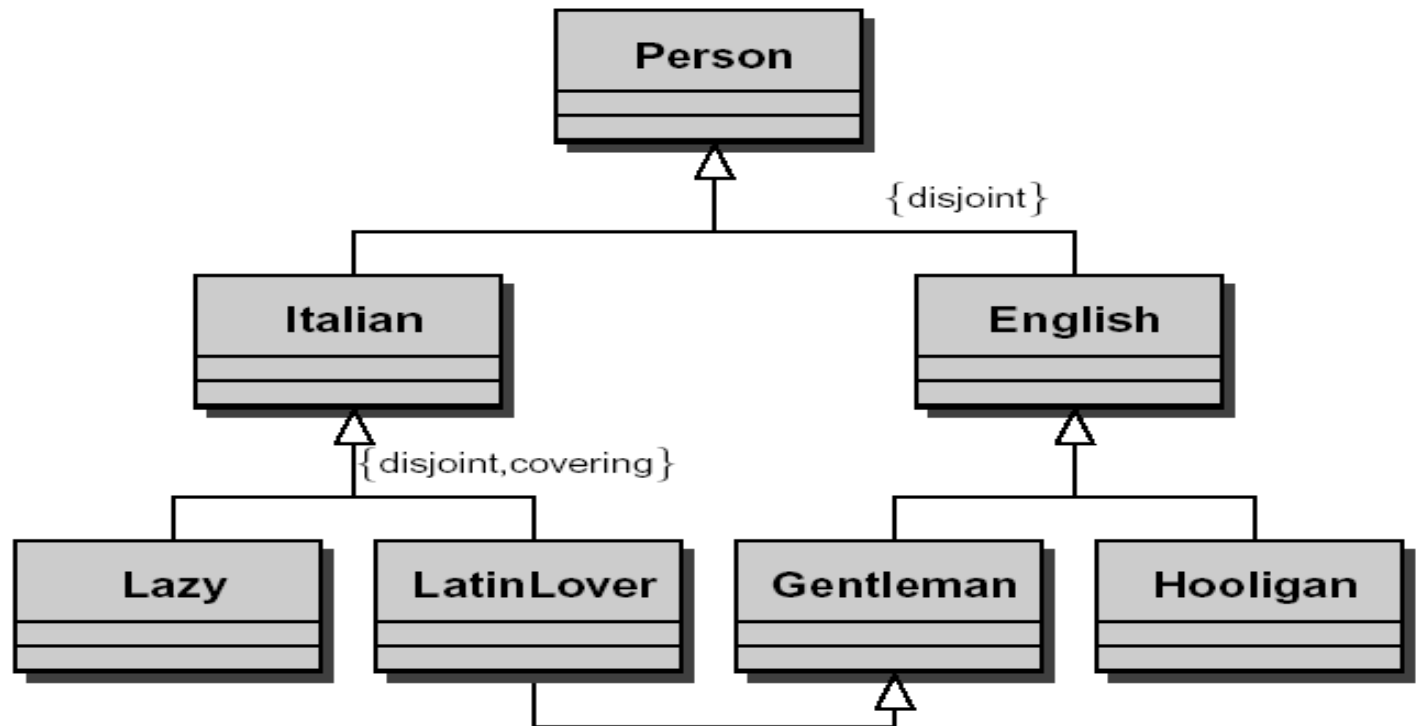 Person
{disjoint}
Italian
English
{disjoint,covering}
Lazy
LatinLover
Gentleman
Hooligan